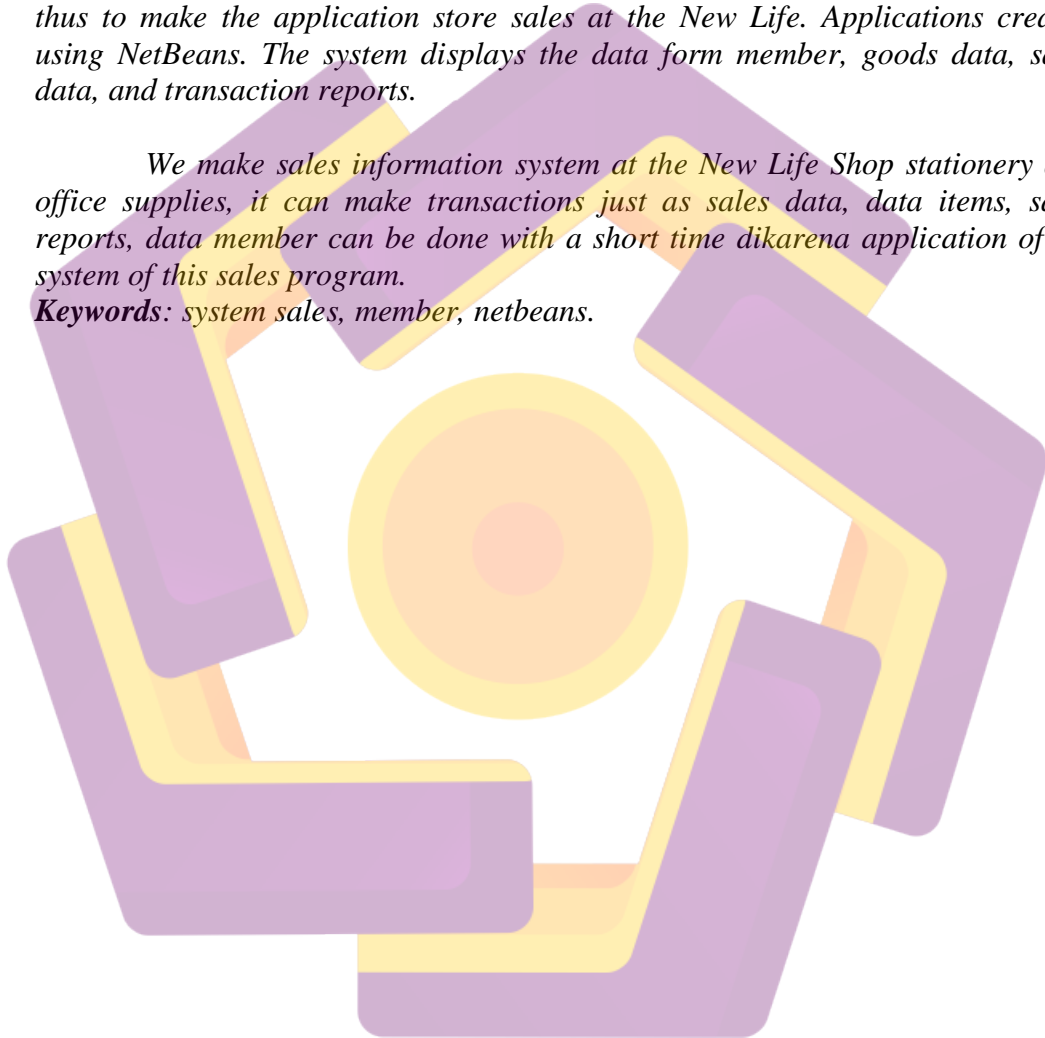 thus to make the application store sales at the New Life. Applications crea
using NetBeans. The system displays the data form member, goods data, sa
data, and transaction reports.
We make sales information system at the New Life Shop stationery
office supplies, it can make transactions just as sales data, data items, sa
reports, data member can be done with a short time dikarena application of
system of this sales program.
Keywords: system sales, member, netbeans.